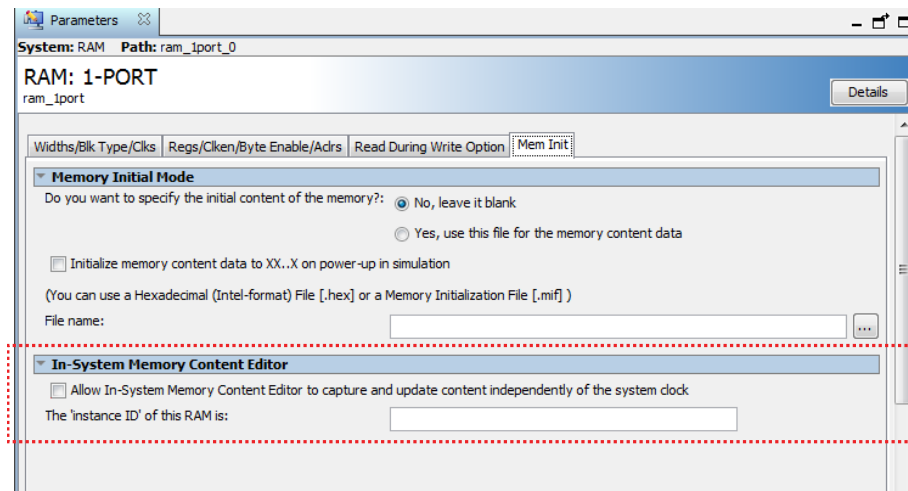 Parameters
System: RAM Path: ram_1port_0
RAM: 1-PORT
ram_1port
Details
Widths/Blk Type/Clks Regs/Clken/Byte Enable/Aclrs Read During Write Option Mem Init
Memory Initial Mode
Do you want to specify the initial content of the memory?: No, leave it blank
Yes, use this file for the memory content data
Initialize memory content data to XX..X on power-up in simulation
(You can use a Hexadecimal (Intel-format) File [.hex] or a Memory Initialization File [.mif] )
File name: ...
In-System Memory Content Editor
Allow In-System Memory Content Editor to capture and update content independently of the system clock
The 'instance ID' of this RAM is: